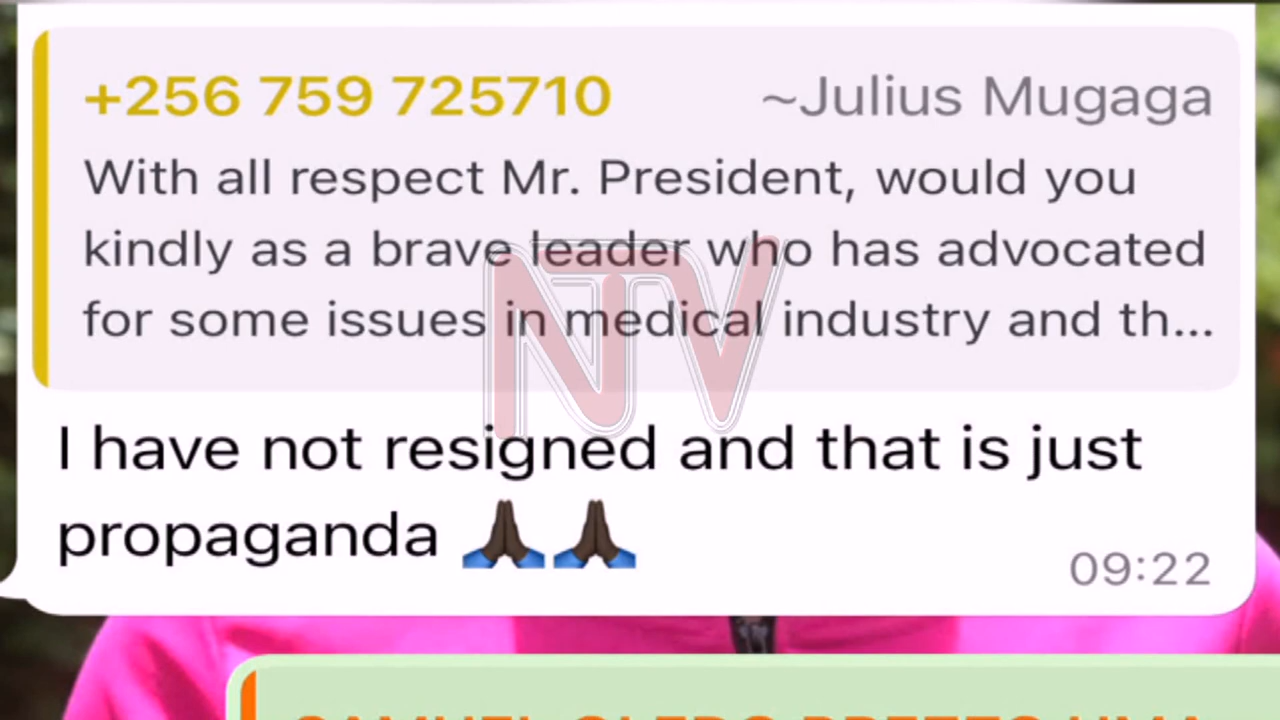 +256 759 725710 ~Julius Mugaga
With all respect Mr. President, would you
kindly as a brave leader who has advocated
for some issues in medical industry and th...
NTV
I have not resigned and that is just
propaganda 🙏🏿🙏🏿
09:22